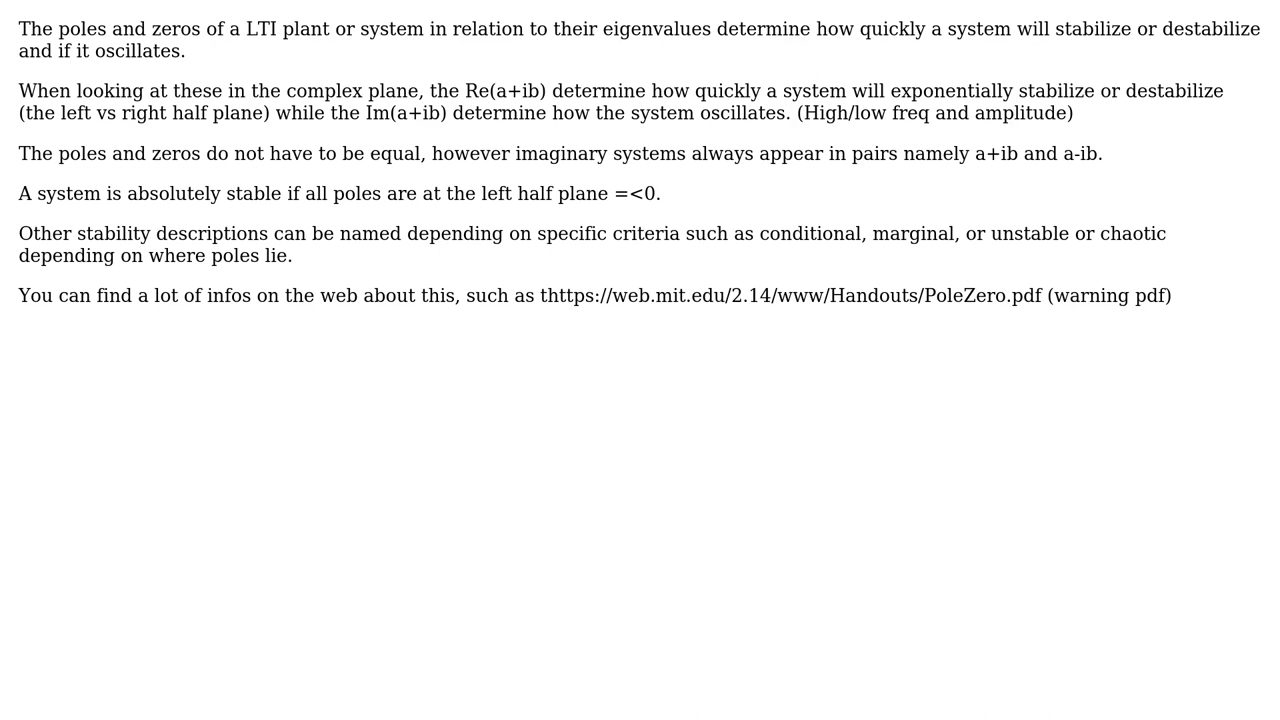 The poles and zeros of a LTI plant or system in relation to their eigenvalues determine how quickly a system will stabilize or destabilize
and if it oscillates.
When looking at these in the complex plane, the Re(a+ib) determine how quickly a system will exponentially stabilize or destabilize
(the left vs right half plane) while the Im(a+ib) determine how the system oscillates. (High/low freq and amplitude)
The poles and zeros do not have to be equal, however imaginary systems always appear in pairs namely a+ib and a-ib.
A system is absolutely stable if all poles are at the left half plane =<0.
Other stability descriptions can be named depending on specific criteria such as conditional, marginal, or unstable or chaotic
depending on where poles lie.
You can find a lot of infos on the web about this, such as thttps://web.mit.edu/2.14/www/Handouts/PoleZero.pdf (warning pdf)